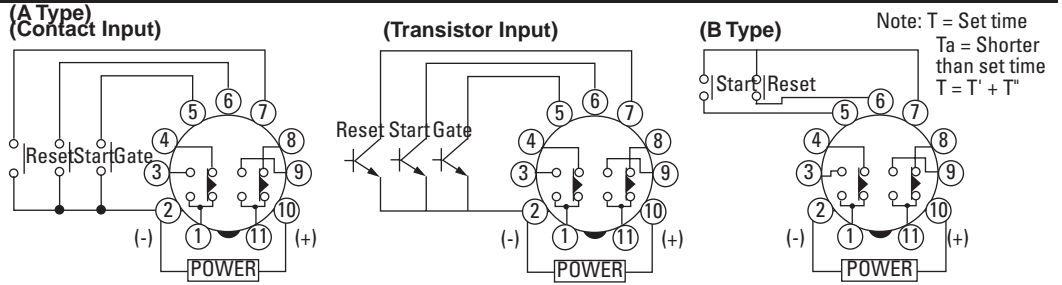 (A Type)
(Contact Input)
(Transistor Input)
(B Type)
Note: T = Set time
Ta = Shorter
than set time
T = T' + T"
Reset Start Gate
5 6 7
4 8
3 9
2 10
1 11
(-) (+)
POWER
Reset Start Gate
5 6 7
4 8
3 9
2 10
1 11
(-) (+)
POWER
Start Reset
5 6 7
4 8
3 9
2 10
1 11
(-) (+)
POWER